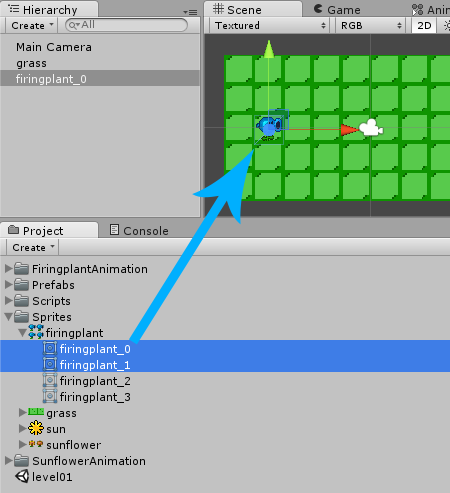 Hierarchy
Create
All
Main Camera
grass
firingplant_0
Scene
Game
Ani
Textured
RGB
2D
Project
Console
Create
FiringplantAnimation
Prefabs
Scripts
Sprites
firingplant
firingplant_0
firingplant_1
firingplant_2
firingplant_3
grass
sun
sunflower
SunflowerAnimation
level01